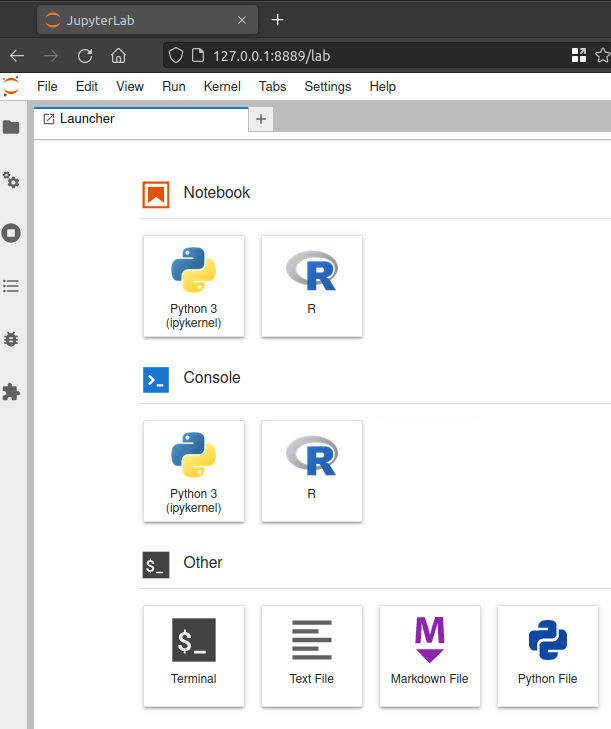 JupyterLab
127.0.0.1:8889/lab
File Edit View Run Kernel Tabs Settings Help
Launcher
Notebook
Python 3
(ipykernel)
R
R
Console
Python 3
(ipykernel)
R
R
$_
Other
$_
Terminal
Text File
M
Markdown File
Python File